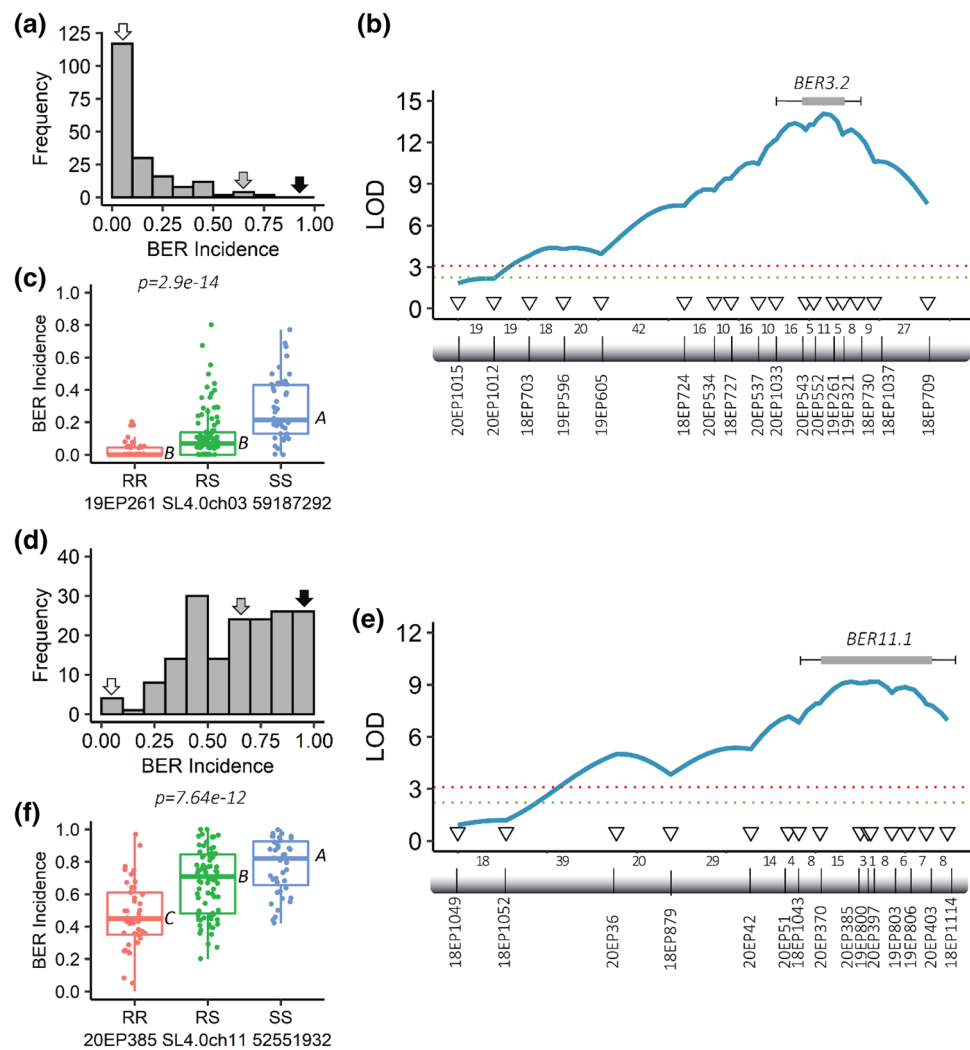 (a)
125
100
75
50
25
0
Frequency
0.00 0.25 0.50 0.75 1.00
BER Incidence
(b)
BER3.2
15
12
9
6
3
0
LOD
19 19 18 20 42 16 10 16 10 16 5 11 5 8 9 27
20EP1015
20EP1012
18EP703
19EP596
19EP605
18EP724
20EP534
18EP727
20EP537
20EP1033
20EP543
20EP552
19EP261
19EP321
18EP730
18EP1037
18EP709
(c)
p=2.9e-14
1.0
0.8
0.6
0.4
0.2
0.0
BER Incidence
B B A
RR RS SS
19EP261 SL4.0ch03 59187292
(d)
40
30
20
10
0
Frequency
0.00 0.25 0.50 0.75 1.00
BER Incidence
(e)
BER11.1
12
9
6
3
0
LOD
18 39 20 29 14 4 8 15 3 1 8 6 7 8
18EP1049
18EP1052
20EP36
18EP879
20EP42
20EP51
18EP1043
20EP370
20EP385
19EP800
20EP397
19EP803
19EP806
20EP403
18EP1114
(f)
p=7.64e-12
1.0
0.8
0.6
0.4
0.2
0.0
BER Incidence
C B A
RR RS SS
20EP385 SL4.0ch11 52551932